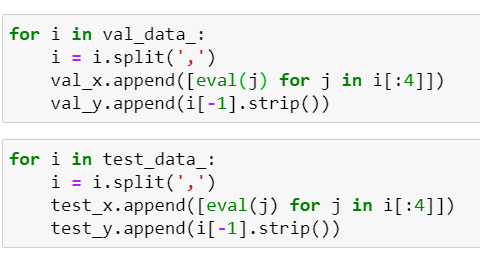 for i in val_data_:
    i = i.split(',')
    val_x.append([eval(j) for j in i[:4]])
    val_y.append(i[-1].strip())
for i in test_data_:
    i = i.split(',')
    test_x.append([eval(j) for j in i[:4]])
    test_y.append(i[-1].strip())